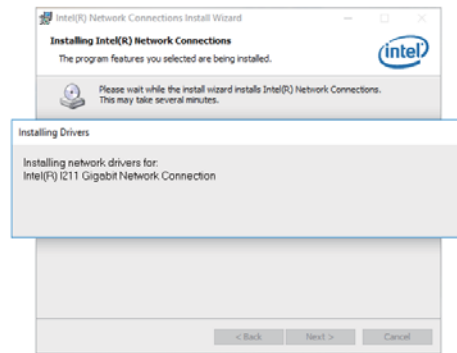 Intel(R) Network Connections Install Wizard
Installing Intel(R) Network Connections
The program features you selected are being installed.
intel
Please wait while the install wizard installs Intel(R) Network Connections.
This may take several minutes.
Installing Drivers
Installing network drivers for:
Intel(R) I211 Gigabit Network Connection
< Back
Next >
Cancel